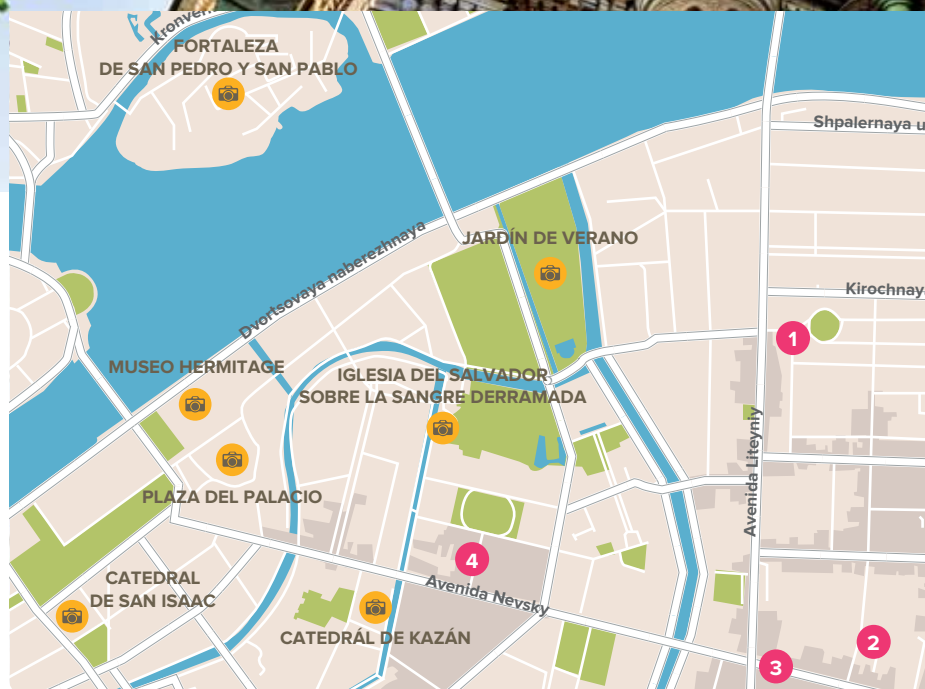 Kronver
FORTALEZA
DE SAN PEDRO Y SAN PABLO
Shpalernaya u
JARDÍN DE VERANO
Dvortsovaya naberezhnaya
Kirochnay
1
MUSEO HERMITAGE
IGLESIA DEL SALVADOR
SOBRE LA SANGRE DERRAMADA
Avenida Liteyniy
PLAZA DEL PALACIO
4
CATEDRAL
DE SAN ISAAC
Avenida Nevsky
CATEDRÁL DE KAZÁN
2
3